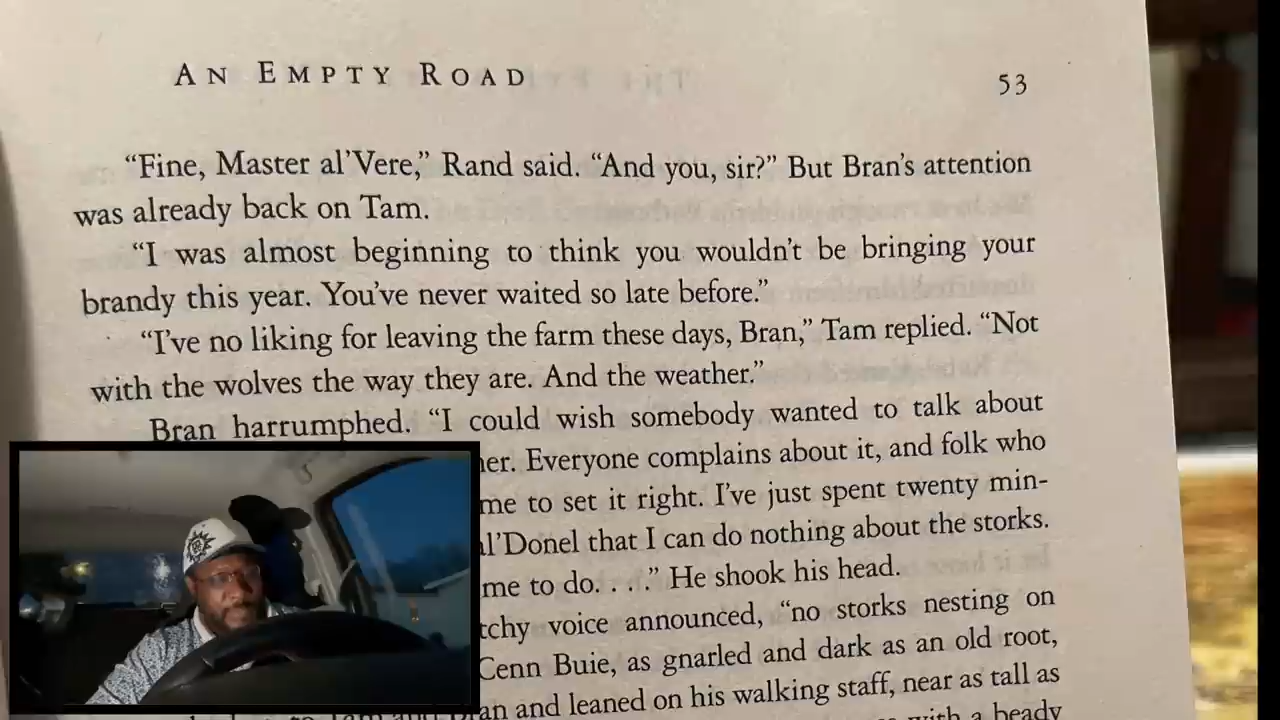 AN EMPTY ROAD
53
“Fine, Master al’Vere,” Rand said. “And you, sir?” But Bran’s attention
was already back on Tam.
“I was almost beginning to think you wouldn’t be bringing your
brandy this year. You’ve never waited so late before.”
“I’ve no liking for leaving the farm these days, Bran,” Tam replied. “Not
with the wolves the way they are. And the weather.”
Bran harrumphed. “I could wish somebody wanted to talk about
her. Everyone complains about it, and folk who
me to set it right. I’ve just spent twenty min-
al’Donel that I can do nothing about the storks.
me to do. . . .” He shook his head.
tchy voice announced, “no storks nesting on
Cenn Buie, as gnarled and dark as an old root,
an and leaned on his walking staff, near as tall as
with a beady